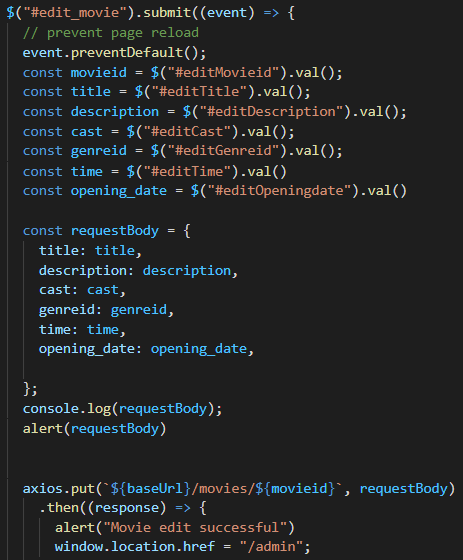 $("#edit_movie").submit((event) => {
// prevent page reload
event.preventDefault();
const movieid = $("#editMovieid").val();
const title = $("#editTitle").val();
const description = $("#editDescription").val();
const cast = $("#editCast").val();
const genreid = $("#editGenreid").val();
const time = $("#editTime").val()
const opening_date = $("#editOpeningdate").val()
const requestBody = {
title: title,
description: description,
cast: cast,
genreid: genreid,
time: time,
opening_date: opening_date,
};
console.log(requestBody);
alert(requestBody)
axios.put(`${baseUrl}/movies/${movieid}`, requestBody)
.then((response) => {
alert("Movie edit successful")
window.location.href = "/admin";